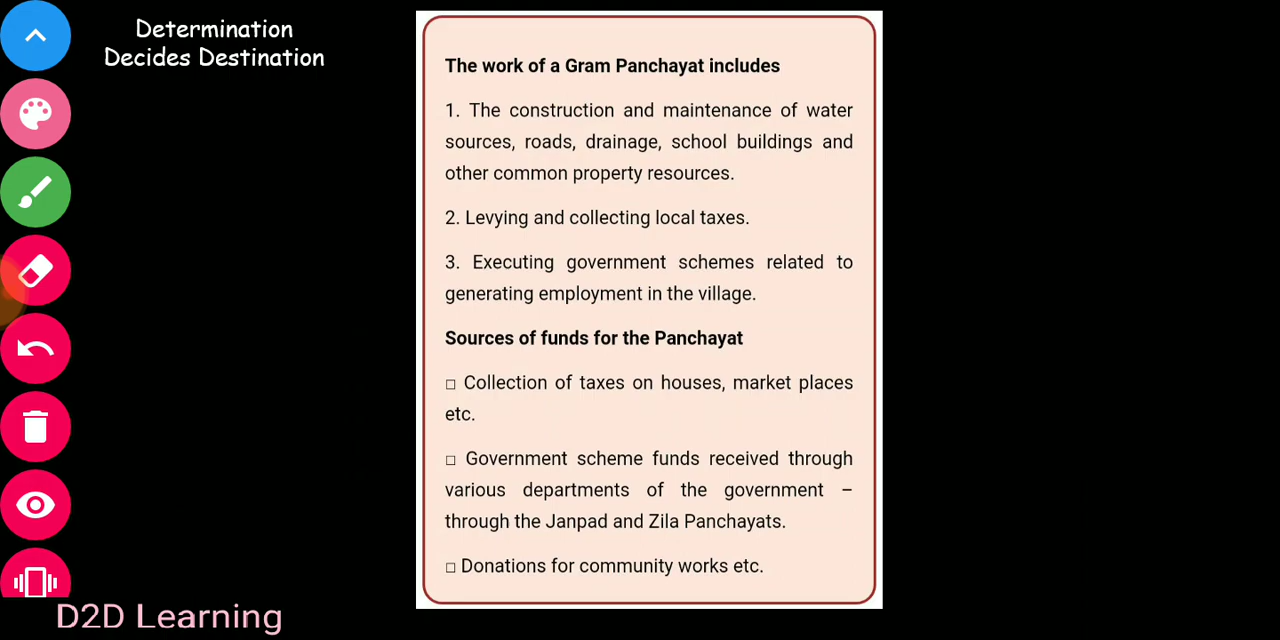 Determination
Decides Destination
The work of a Gram Panchayat includes
1. The construction and maintenance of water
sources, roads, drainage, school buildings and
other common property resources.
2. Levying and collecting local taxes.
3. Executing government schemes related to
generating employment in the village.
Sources of funds for the Panchayat
□ Collection of taxes on houses, market places
etc.
□ Government scheme funds received through
various departments of the government –
through the Janpad and Zila Panchayats.
□ Donations for community works etc.
D2D Learning